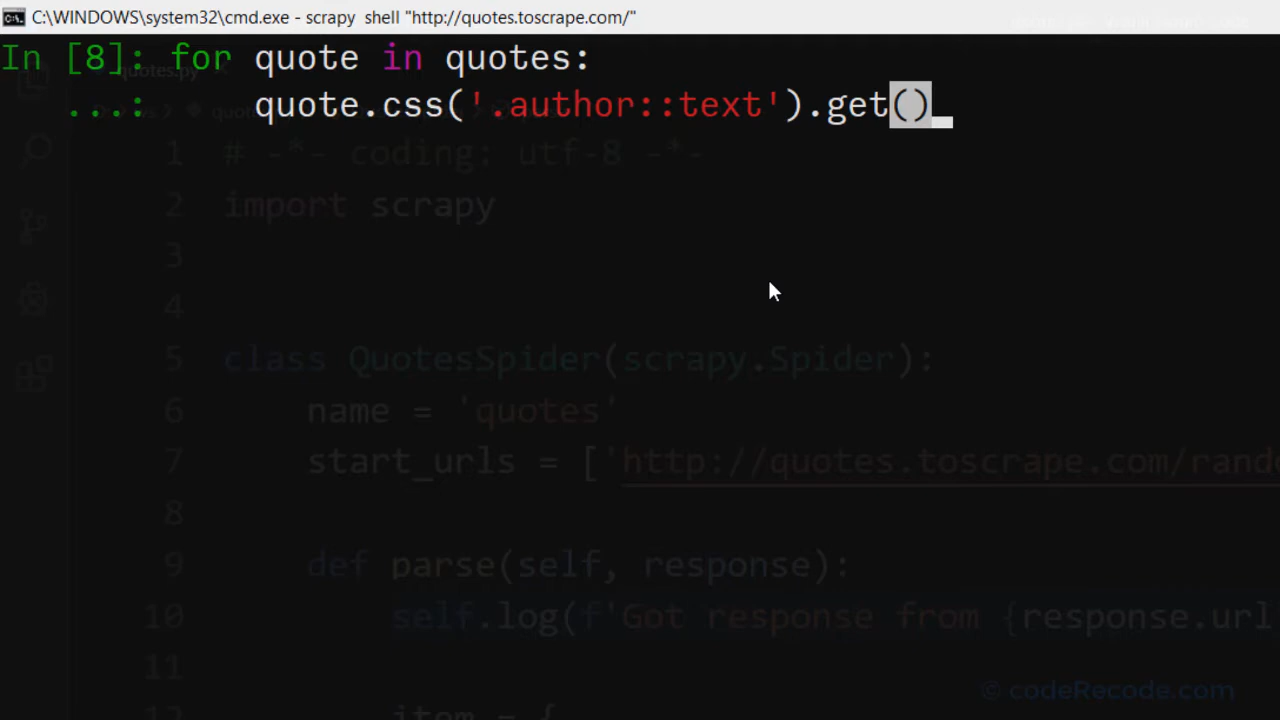 C:\WINDOWS\system32\cmd.exe - scrapy  shell "http://quotes.toscrape.com/"
In [8]: for quote in quotes:
   ...:     quote.css('.author::text').get()
quotes.py
1 # -*- coding: utf-8 -*-
2 import scrapy
3
4
5 class QuotesSpider(scrapy.Spider):
6     name = 'quotes'
7     start_urls = ['http://quotes.toscrape.com/rand
8
9     def parse(self, response):
10         self.log(f'Got response from {response.url
11
12         item = {
© codeRecode.com